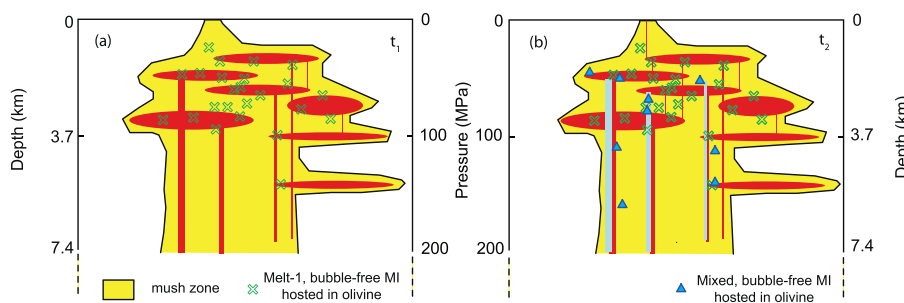 0
(a)
t1
0
(b)
t2
0
Depth (km)
3.7
100
Pressure (MPa)
100
3.7
Depth (km)
7.4
200
200
7.4
mush zone
Melt-1, bubble-free MI
hosted in olivine
Mixed, bubble-free MI
hosted in olivine